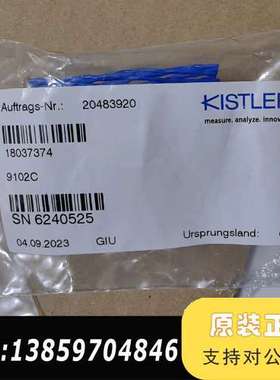 Auftrags-Nr.: 20483920
KISTLER
measure. analyze. innov
18037374
9102C
SN 6240525
04.09.2023 GIU Ursprungsland:
原装正
:13859704846
支持对公